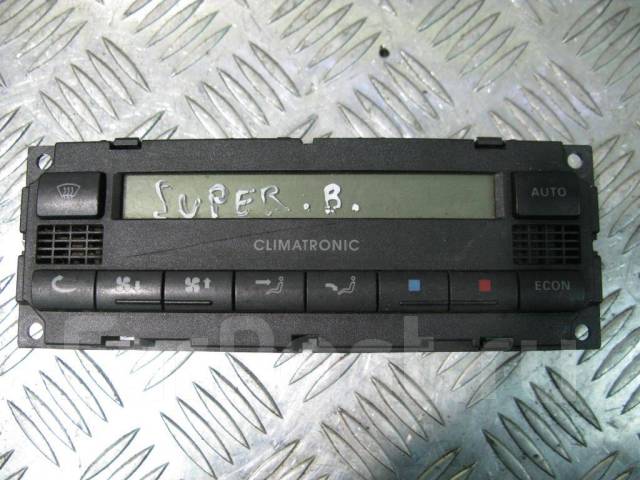 SUPER . B.
AUTO
CLIMATRONIC
ECON